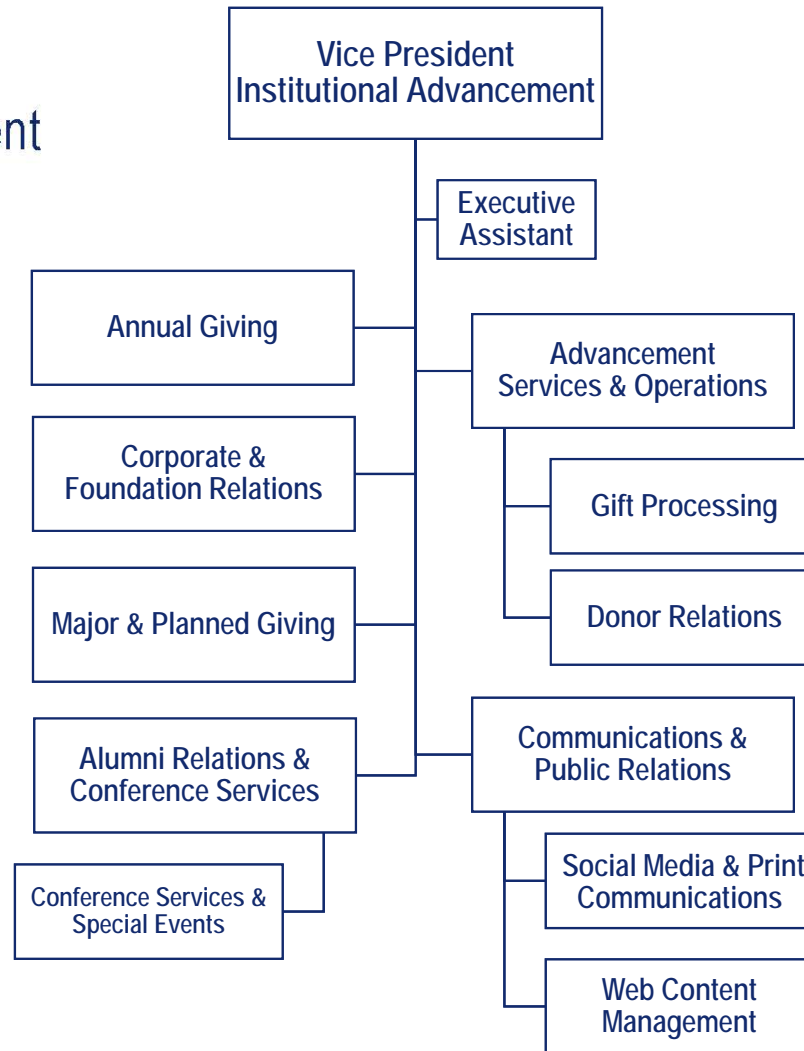 Vice President
Institutional Advancement
Executive
Assistant
Annual Giving
Advancement
Services & Operations
Corporate &
Foundation Relations
Gift Processing
Major & Planned Giving
Donor Relations
Alumni Relations &
Conference Services
Communications &
Public Relations
Conference Services &
Special Events
Social Media & Print
Communications
Web Content
Management